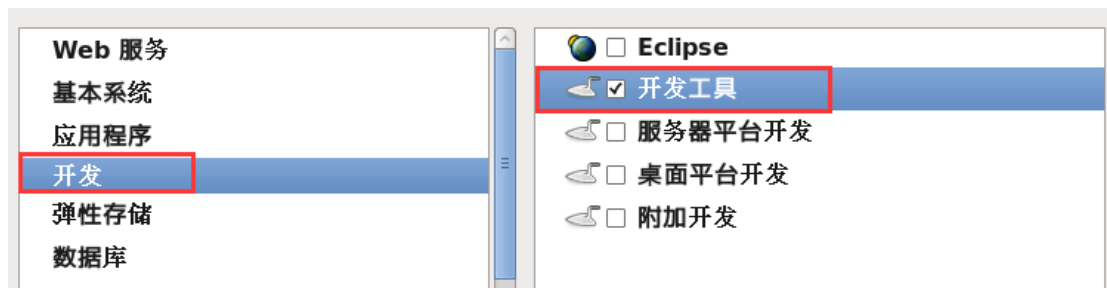 Web 服务
基本系统
应用程序
开发
弹性存储
数据库
Eclipse
开发工具
服务器平台开发
桌面平台开发
附加开发